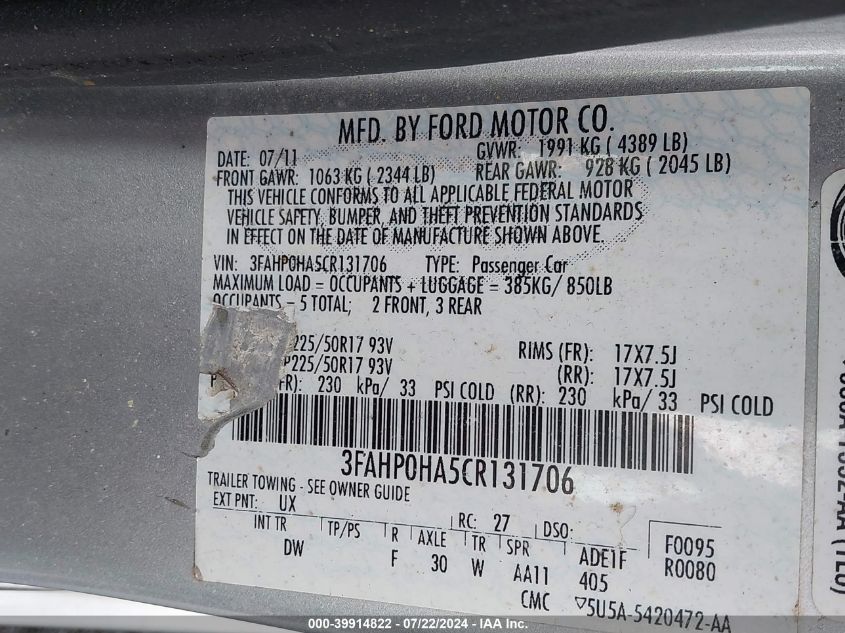 MFD. BY FORD MOTOR CO.
DATE: 07/11 GVWR: 1991 KG ( 4389 LB)
FRONT GAWR: 1063 KG ( 2344 LB) REAR GAWR: 928 KG ( 2045 LB)
THIS VEHICLE CONFORMS TO ALL APPLICABLE FEDERAL MOTOR
VEHICLE SAFETY, BUMPER, AND THEFT PREVENTION STANDARDS
IN EFFECT ON THE DATE OF MANUFACTURE SHOWN ABOVE.
VIN: 3FAHP0HA5CR131706 TYPE: Passenger Car
MAXIMUM LOAD = OCCUPANTS + LUGGAGE = 385KG/ 850LB
OCCUPANTS - 5 TOTAL; 2 FRONT, 3 REAR
P225/50R17 93V RIMS (FR): 17X7.5J
P225/50R17 93V (RR): 17X7.5J
(FR): 230 kPa/ 33 PSI COLD (RR): 230 kPa/ 33 PSI COLD
3FAHP0HA5CR131706
TRAILER TOWING - SEE OWNER GUIDE
EXT PNT: UX RC: 27 DSO:
INT TR TP/PS R AXLE TR SPR
DW F 30 W AA11 ADE1F 405
F0095
R0080
CMC ▽5U5A-5420472-AA
000-39914822 - 07/22/2024 - IAAI.com